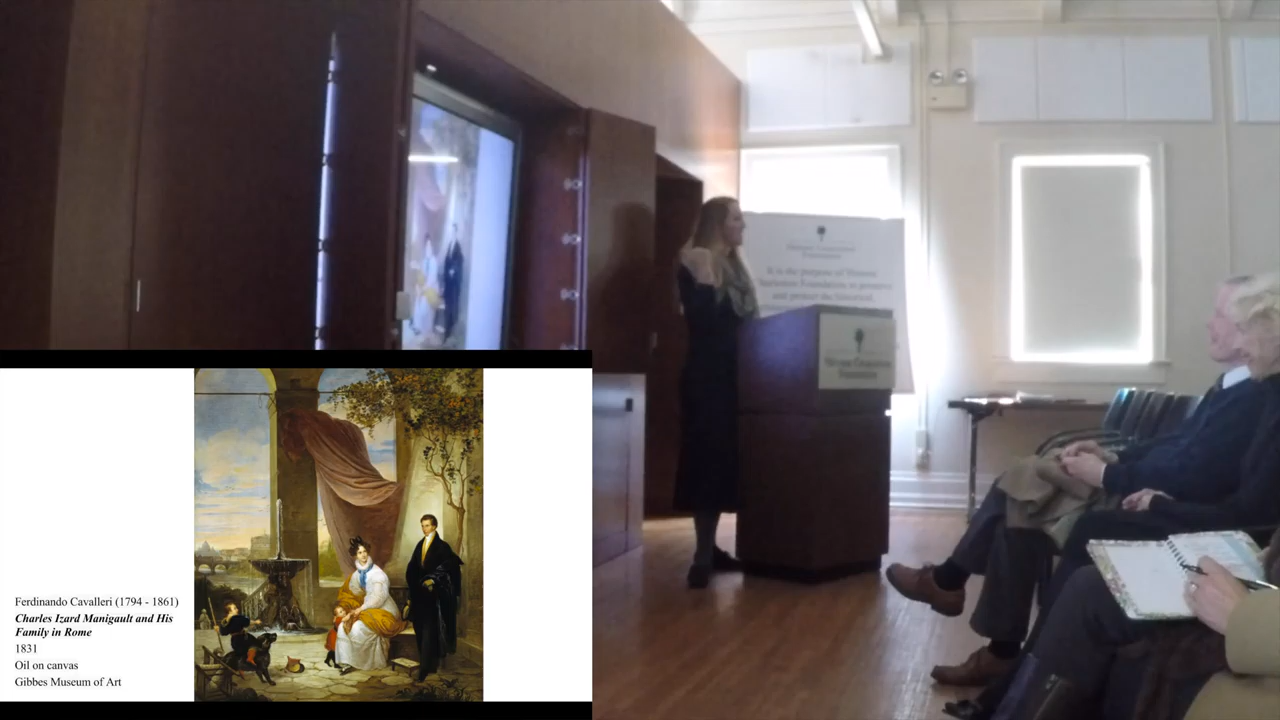 It is the purpose of Historic
Charleston Foundation to preserve
and protect the historical,
Ferdinando Cavalleri (1794 - 1861)
Charles Izard Manigault and His
Family in Rome
1831
Oil on canvas
Gibbes Museum of Art